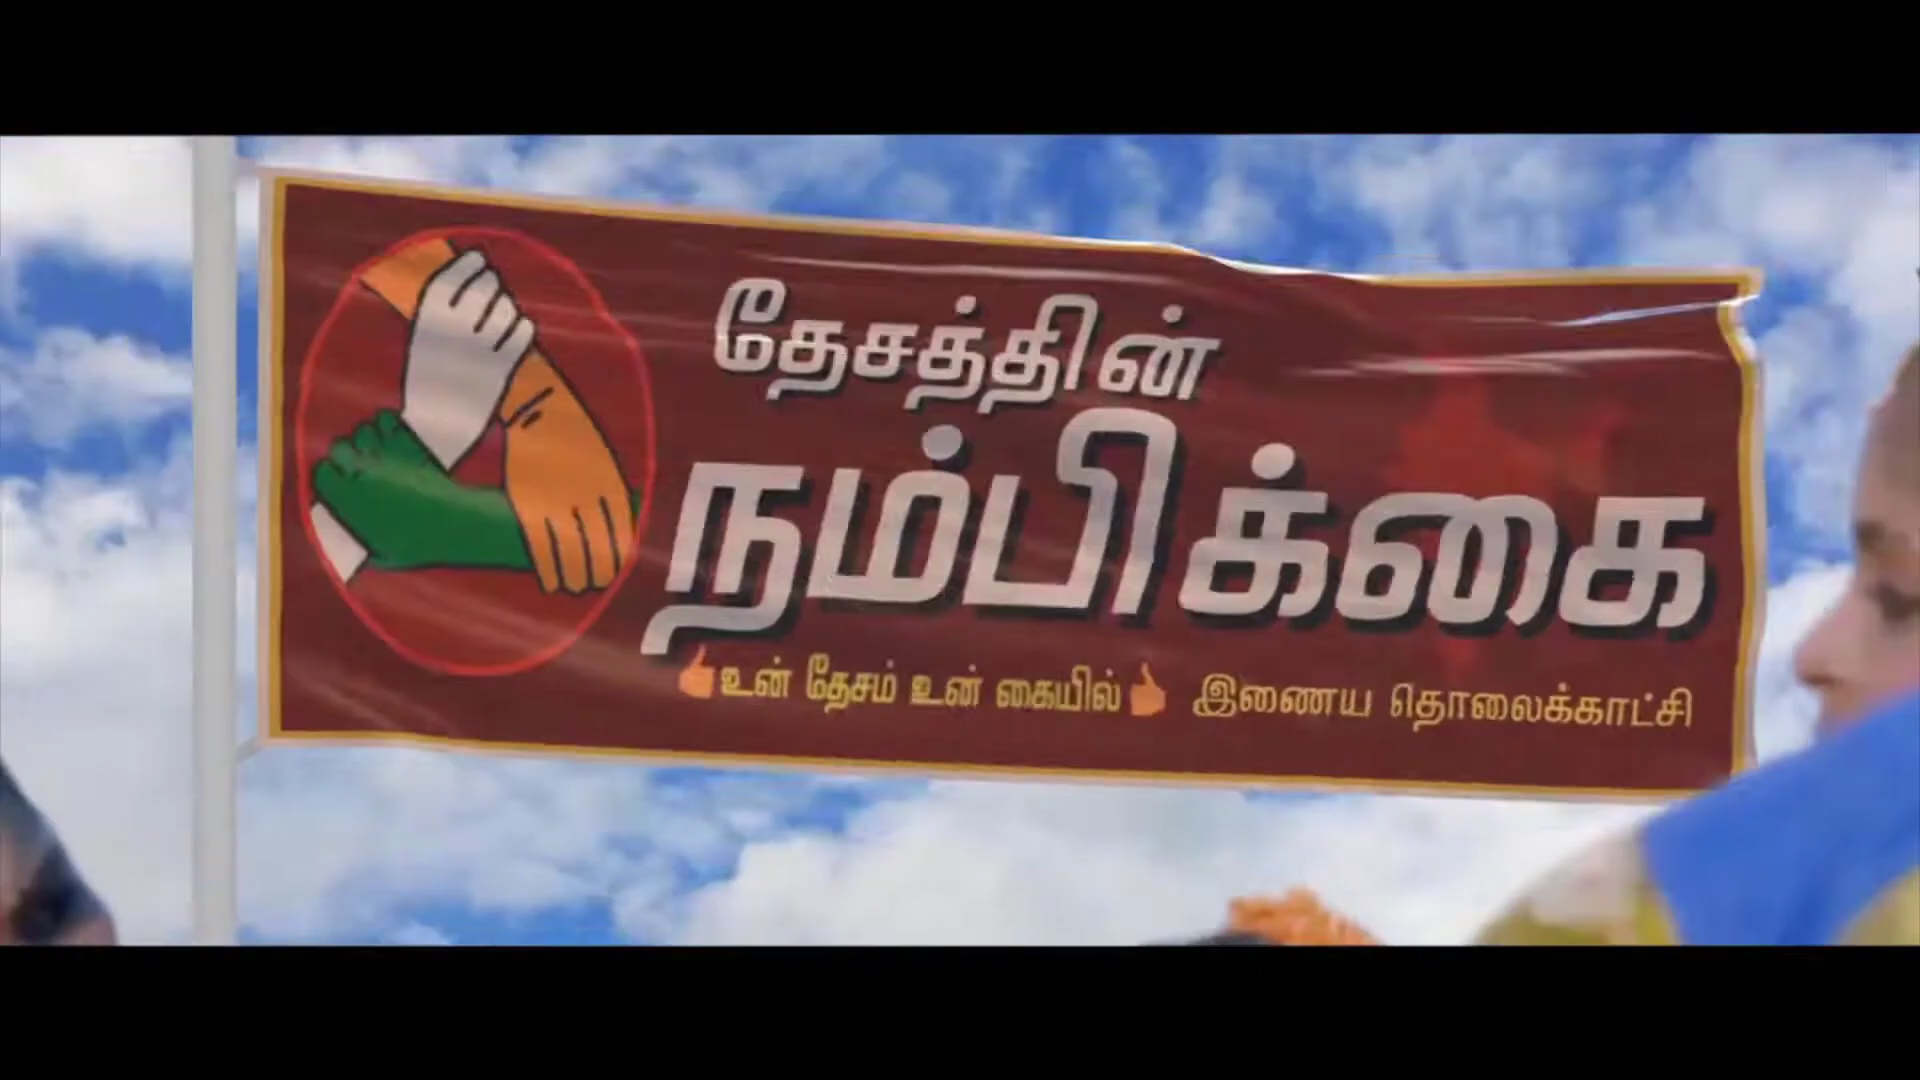 தேசத்தின்
நம்பிக்கை
உன் தேசம் உன் கையில் இணைய தொலைக்காட்சி